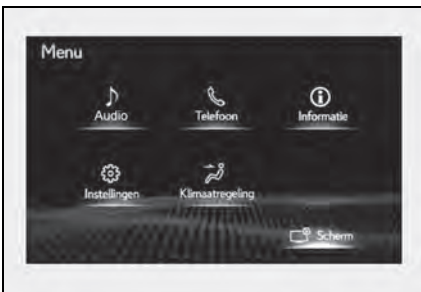 Menu
Audio Telefoon Informatie
Instellingen Klimaatregeling
Scherm